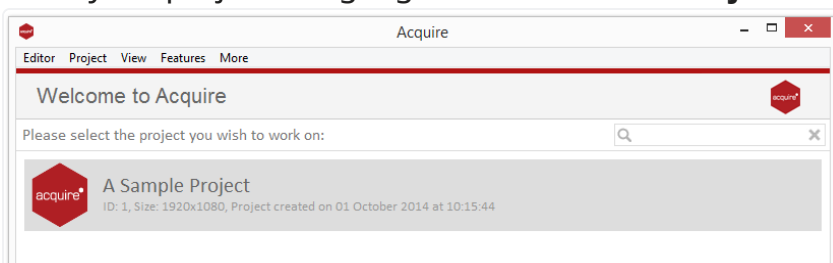 Acquire
Editor Project View Features More
Welcome to Acquire
acquire
Please select the project you wish to work on:
acquire
A Sample Project
ID: 1, Size: 1920x1080, Project created on 01 October 2014 at 10:15:44